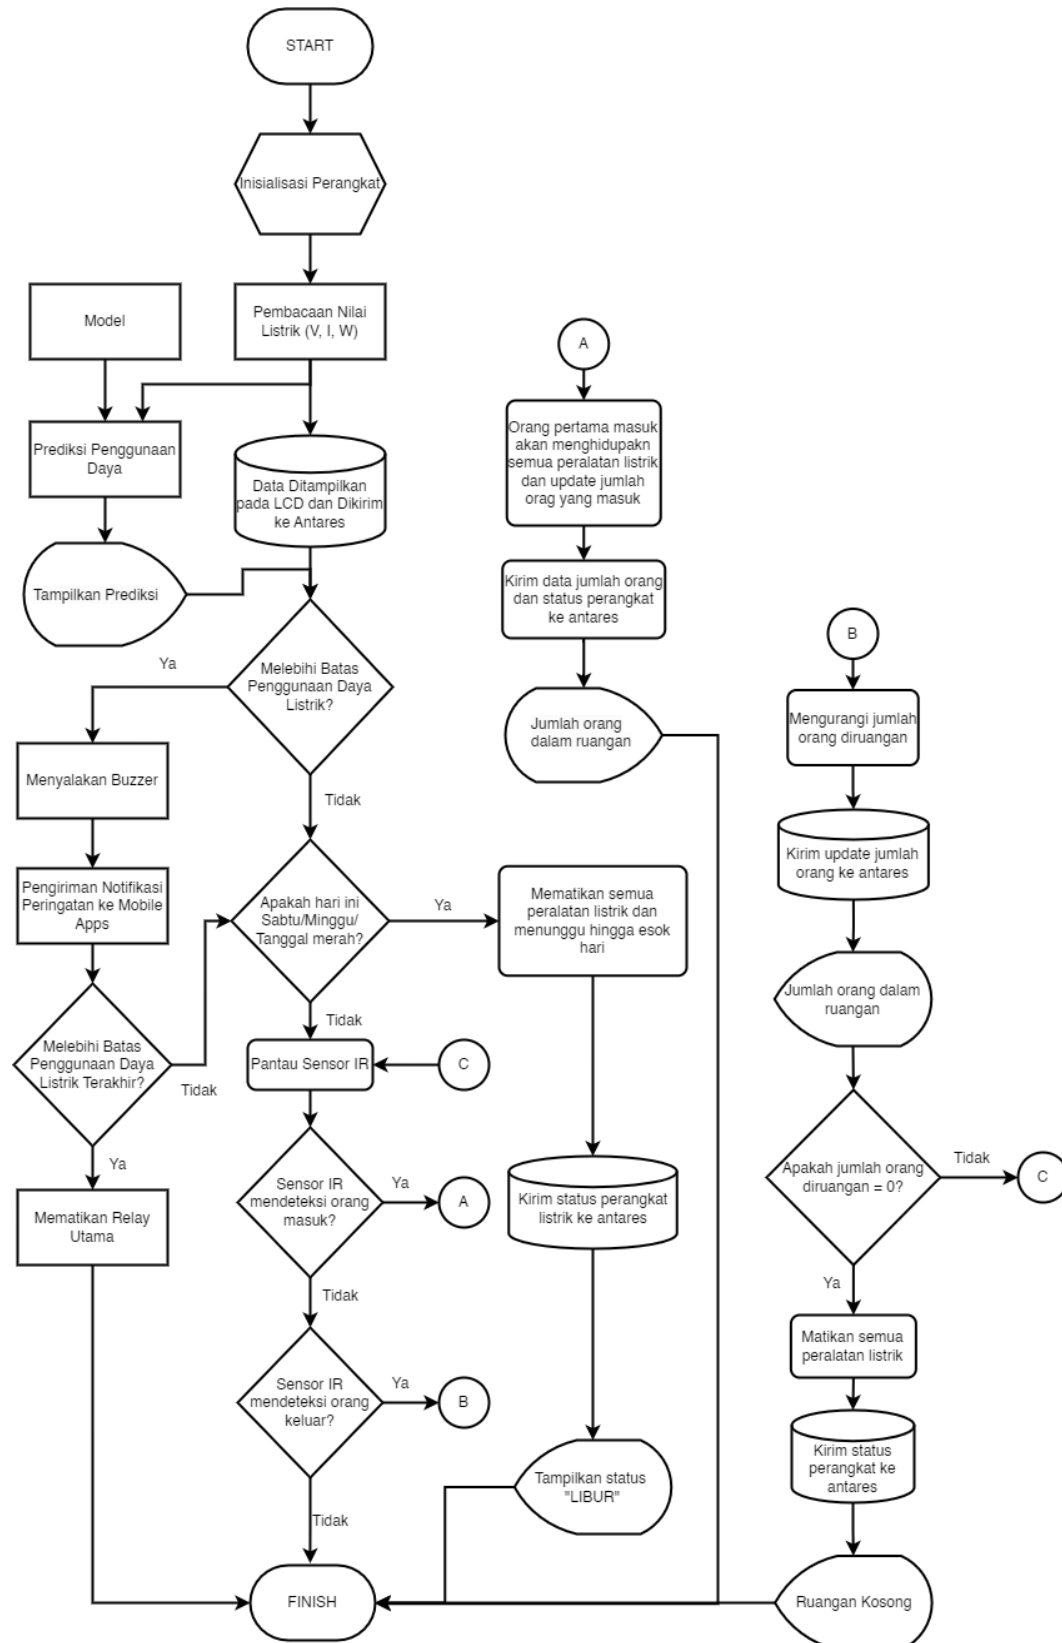 START
Inisialisasi Perangkat
Model
Pembacaan Nilai
Listrik (V, I, W)
Prediksi Penggunaan
Daya
Data Ditampilkan
pada LCD dan Dikirim
ke Antares
Tampilkan Prediksi
Ya
Melebihi Batas
Penggunaan Daya
Listrik?
Tidak
Menyalakan Buzzer
Pengiriman Notifikasi
Peringatan ke Mobile
Apps
Melebihi Batas
Penggunaan Daya
Listrik Terakhir?
Tidak
Ya
Mematikan Relay
Utama
Apakah hari ini
Sabtu/Minggu/
Tanggal merah?
Ya
Tidak
Mematikan semua
peralatan listrik dan
menunggu hingga esok
hari
Kirim status perangkat
listrik ke antares
Tampilkan status
"LIBUR"
Pantau Sensor IR
C
Sensor IR
mendeteksi orang
masuk?
Ya
A
Tidak
Sensor IR
mendeteksi orang
keluar?
Ya
B
Tidak
FINISH
A
Orang pertama masuk
akan menghidupakn
semua peralatan listrik
dan update jumlah
orag yang masuk
Kirim data jumlah orang
dan status perangkat
ke antares
Jumlah orang
dalam ruangan
B
Mengurangi jumlah
orang diruangan
Kirim update jumlah
orang ke antares
Jumlah orang dalam
ruangan
Apakah jumlah orang
diruangan = 0?
Tidak
C
Ya
Matikan semua
peralatan listrik
Kirim status
perangkat ke
antares
Ruangan Kosong